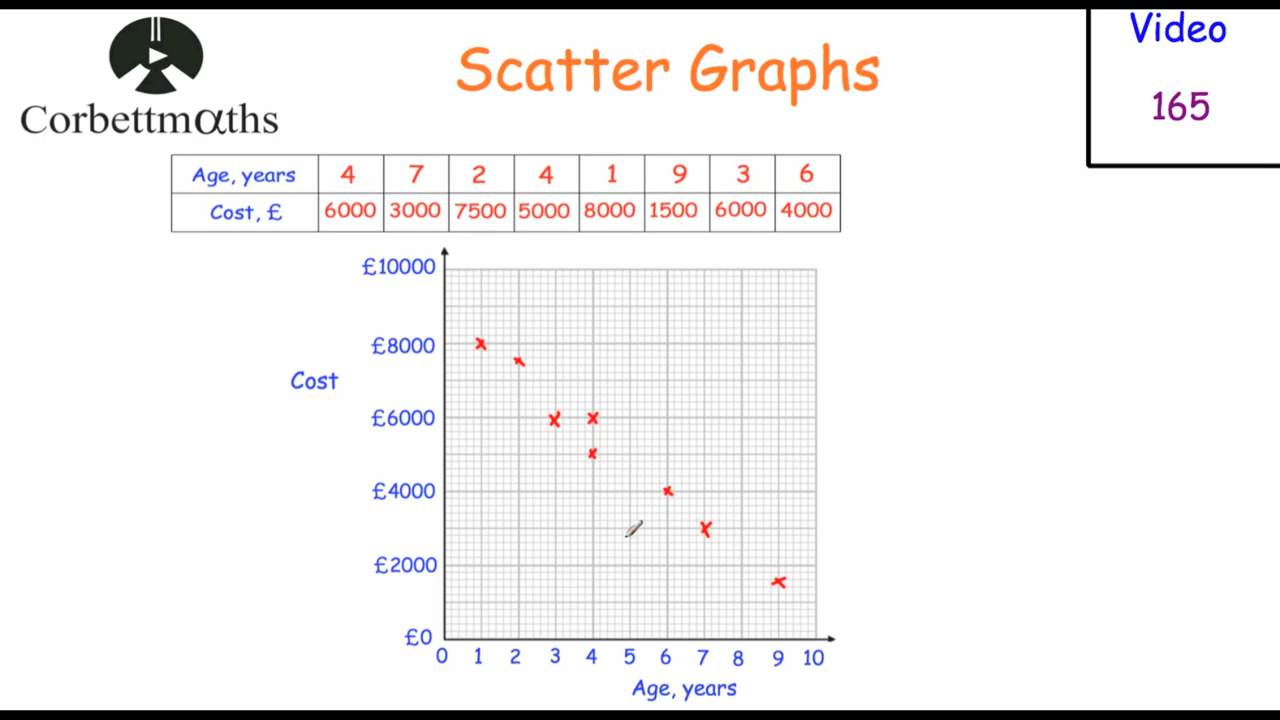 Video
165
Scatter Graphs
Corbettmαths
Age, years 4 7 2 4 1 9 3 6
Cost, £ 6000 3000 7500 5000 8000 1500 6000 4000
£10000
£8000
Cost
£6000
£4000
£2000
£0
0 1 2 3 4 5 6 7 8 9 10
Age, years